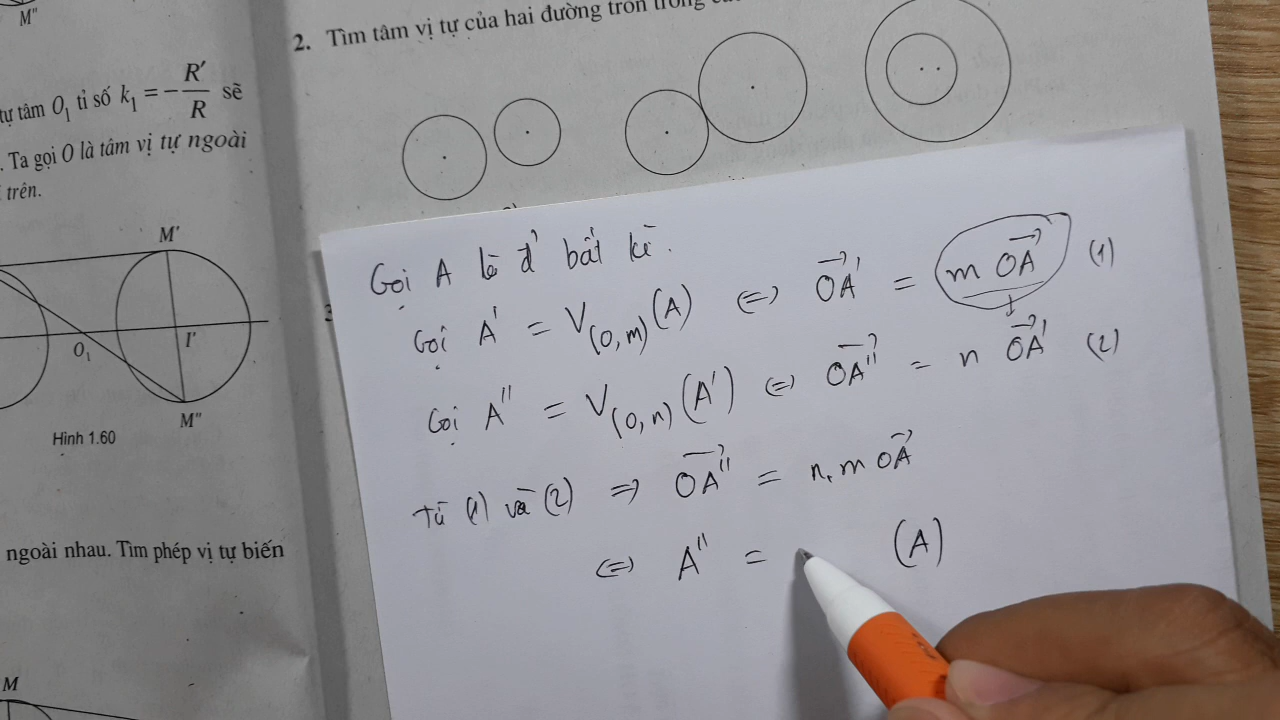 M"
tự tâm O₁ tỉ số k₁ = −R′/R sẽ
. Ta gọi O là tâm vị tự ngoài
trên.
M'
O₁
I'
M"
Hình 1.60
ngoài nhau. Tìm phép vị tự biến
M
2. Tìm tâm vị tự của hai đường tròn trong
3
Gọi A là đ' bất kì.
Gọi A' = V(O,m)(A) ⇔ OA' = m OA (1)
Gọi A" = V(O,n)(A') ⇔ OA" = n OA' (2)
Từ (1) và (2) ⇒ OA" = n.m OA
⇔ A" = (A)